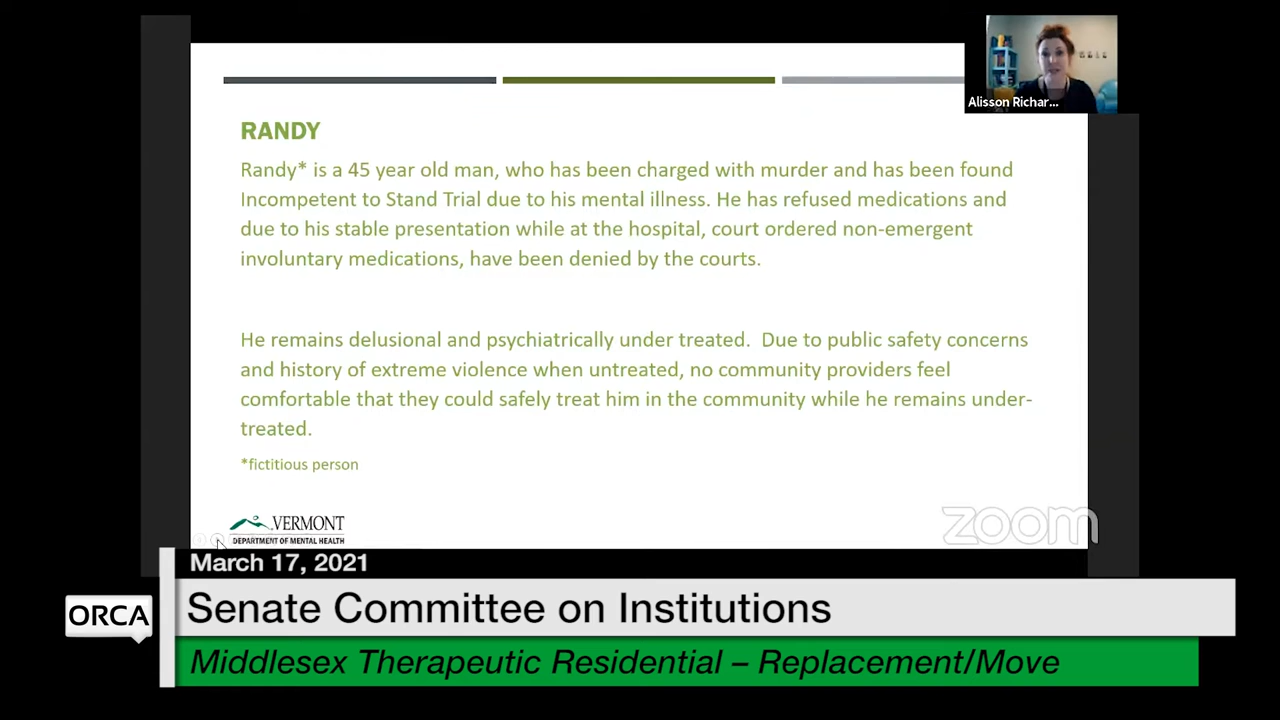 Alisson Richar...
RANDY
Randy* is a 45 year old man, who has been charged with murder and has been found
Incompetent to Stand Trial due to his mental illness. He has refused medications and
due to his stable presentation while at the hospital, court ordered non-emergent
involuntary medications, have been denied by the courts.
He remains delusional and psychiatrically under treated. Due to public safety concerns
and history of extreme violence when untreated, no community providers feel
comfortable that they could safely treat him in the community while he remains under-
treated.
*fictitious person
VERMONT
DEPARTMENT OF MENTAL HEALTH
zoom
March 17, 2021
ORCA
Senate Committee on Institutions
Middlesex Therapeutic Residential – Replacement/Move